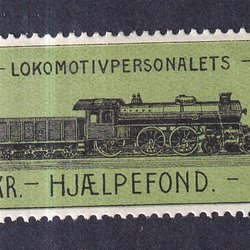 - LOKOMOTIVPERSONALETS -
KR. - HJÆLPEFOND. -